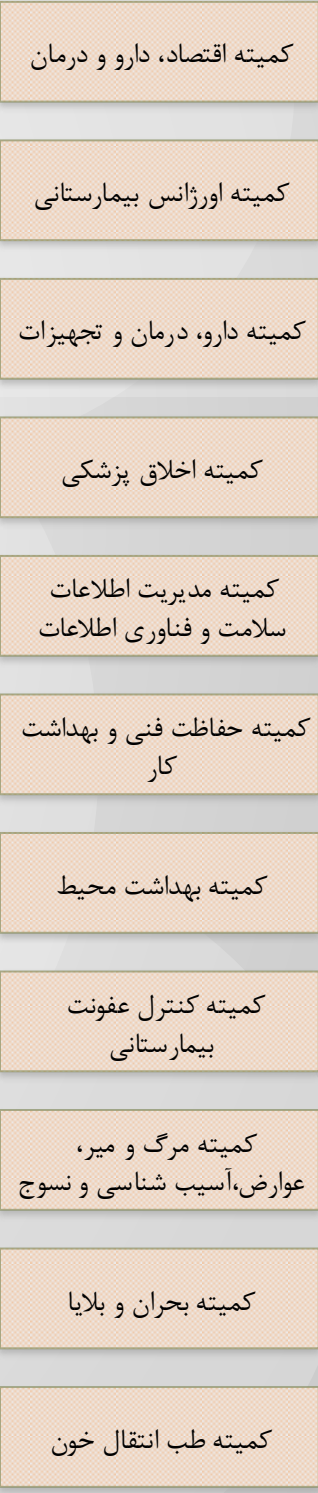 کمیته اقتصاد، دارو و درمان
کمیته اورژانس بیمارستانی
کمیته دارو، درمان و تجهیزات
کمیته اخلاق پزشکی
کمیته مدیریت اطلاعات
سلامت و فناوری اطلاعات
کمیته حفاظت فنی و بهداشت
کار
کمیته بهداشت محیط
کمیته کنترل عفونت
بیمارستانی
کمیته مرگ و میر،
عوارض،آسیب شناسی و نسوج
کمیته بحران و بلایا
کمیته طب انتقال خون